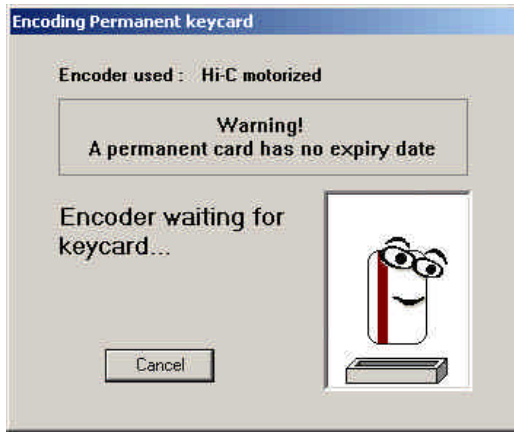 Encoding Permanent keycard
Encoder used : Hi-C motorized
Warning!
A permanent card has no expiry date
Encoder waiting for
keycard...
Cancel